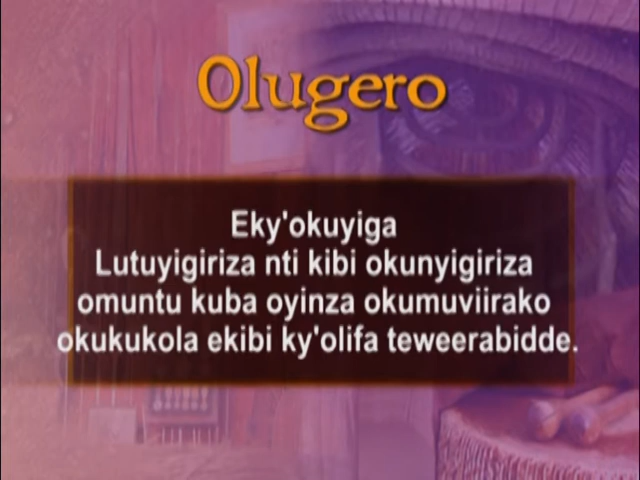 Olugero
Eky'okuyiga
Lutuyigiriza nti kibi okunyigiriza
omuntu kuba oyinza okumuviirako
okukukola ekibi ky'olifa teweerabidde.